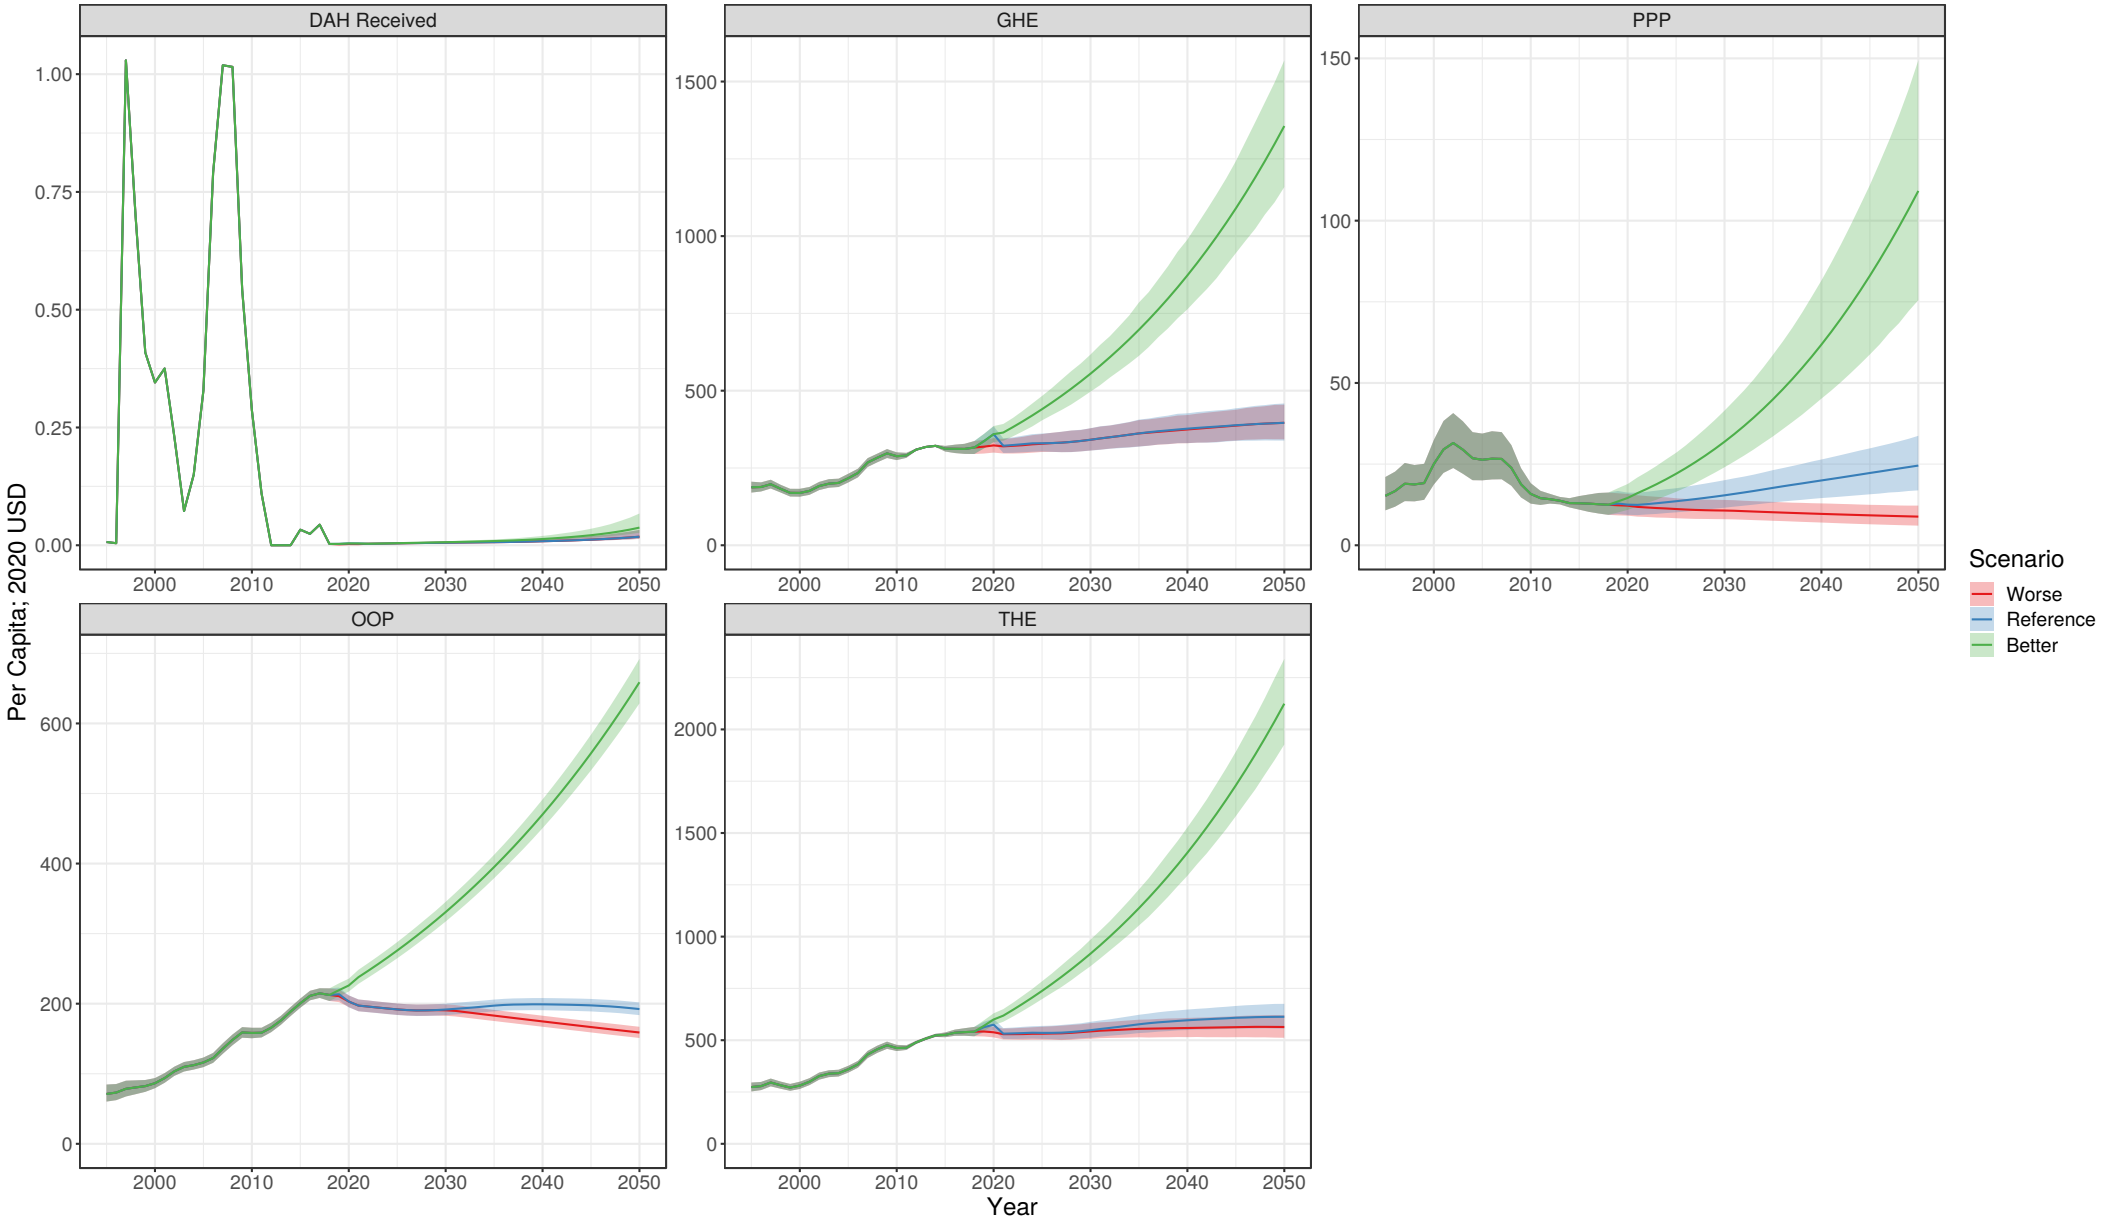 DAH Received
GHE
PPP
1.00
0.75
0.50
0.25
0.00
1500
1000
500
0
150
100
50
0
2000 2010 2020 2030 2040 2050
2000 2010 2020 2030 2040 2050
2000 2010 2020 2030 2040 2050
Per Capita; 2020 USD
OOP
THE
600
400
200
0
2000
1500
1000
500
0
2000 2010 2020 2030 2040 2050
2000 2010 2020 2030 2040 2050
Year
Scenario
Worse
Reference
Better